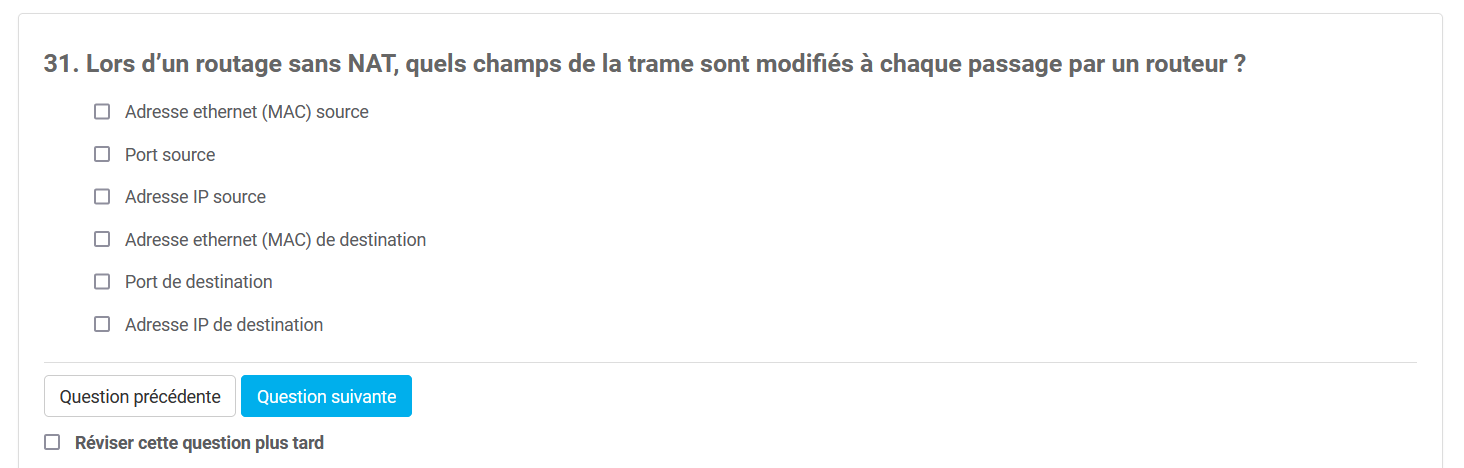 31. Lors d’un routage sans NAT, quels champs de la trame sont modifiés à chaque passage par un routeur ?
Adresse ethernet (MAC) source
Port source
Adresse IP source
Adresse ethernet (MAC) de destination
Port de destination
Adresse IP de destination
Question précédente Question suivante
Réviser cette question plus tard